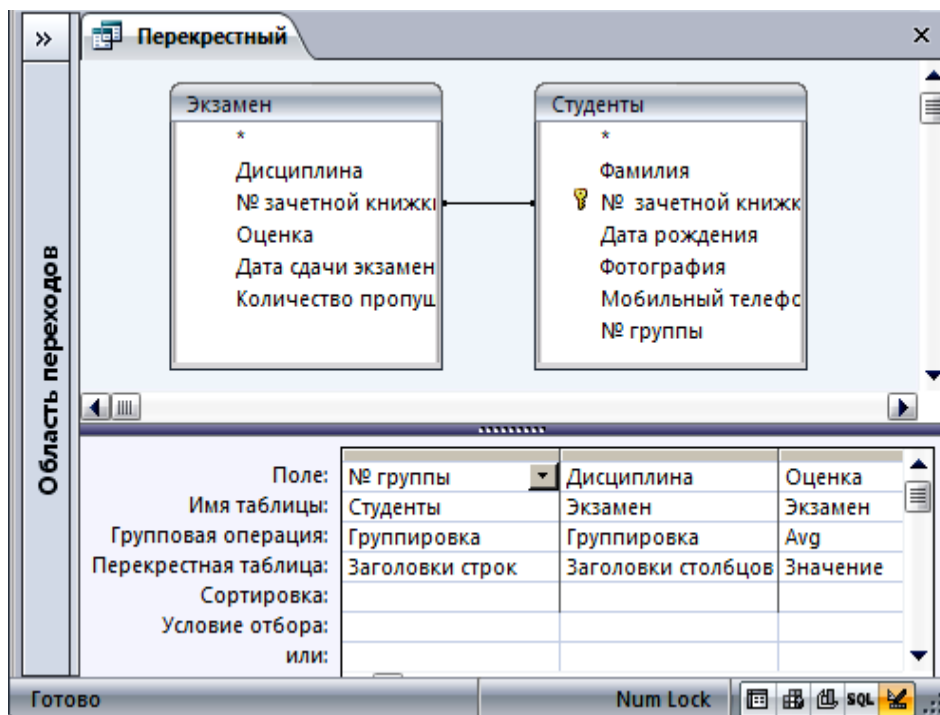 »
Перекрестный
×
Область переходов
Экзамен
*
Дисциплина
№ зачетной книжки
Оценка
Дата сдачи экзамен
Количество пропущ
Студенты
*
Фамилия
№ зачетной книжк
Дата рождения
Фотография
Мобильный телефо
№ группы
Поле: № группы Дисциплина Оценка
Имя таблицы: Студенты Экзамен Экзамен
Групповая операция: Группировка Группировка Avg
Перекрестная таблица: Заголовки строк Заголовки столбцов Значение
Сортировка:
Условие отбора:
или:
Готово Num Lock SQL